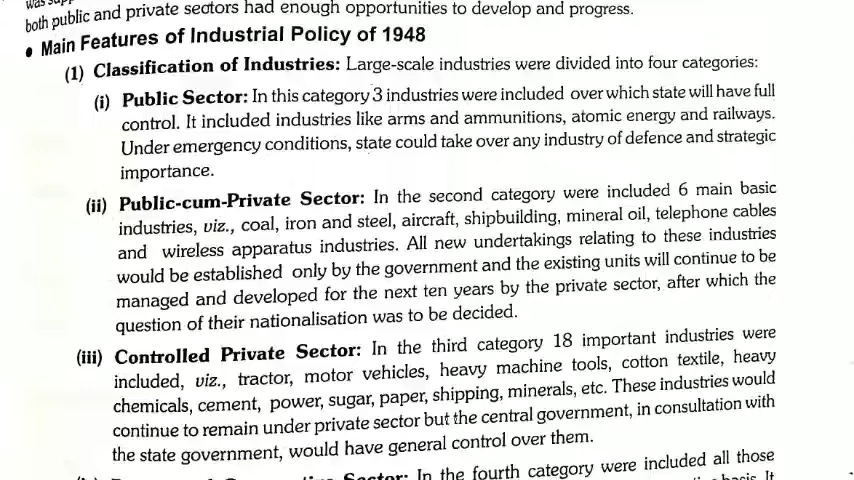 both public and private sectors had enough opportunities to develop and progress.
• Main Features of Industrial Policy of 1948
(1) Classification of Industries: Large-scale industries were divided into four categories:
(i) Public Sector: In this category 3 industries were included over which state will have full
control. It included industries like arms and ammunitions, atomic energy and railways.
Under emergency conditions, state could take over any industry of defence and strategic
importance.
(ii) Public-cum-Private Sector: In the second category were included 6 main basic
industries, viz., coal, iron and steel, aircraft, shipbuilding, mineral oil, telephone cables
and wireless apparatus industries. All new undertakings relating to these industries
would be established only by the government and the existing units will continue to be
managed and developed for the next ten years by the private sector, after which the
question of their nationalisation was to be decided.
(iii) Controlled Private Sector: In the third category 18 important industries were
included, viz., tractor, motor vehicles, heavy machine tools, cotton textile, heavy
chemicals, cement, power, sugar, paper, shipping, minerals, etc. These industries would
continue to remain under private sector but the central government, in consultation with
the state government, would have general control over them.
Sector: In the fourth category were included all those
basis. It